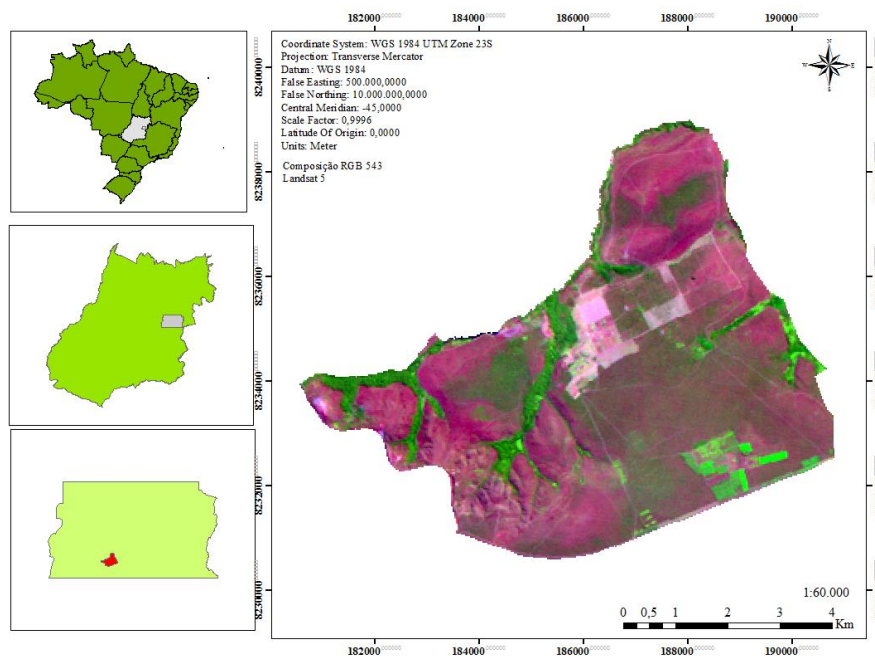 182000 184000 186000 188000 190000
Coordinate System: WGS 1984 UTM Zone 23S
Projection: Transverse Mercator
Datum: WGS 1984
False Easting: 500.000,0000
False Northing: 10.000.000,0000
Central Meridian: -45,0000
Scale Factor: 0,9996
Latitude Of Origin: 0,0000
Units: Meter
Composição RGB 543
Landsat 5
N
S
8240000
8238000
8236000
8234000
8232000
8230000
1:60.000
0 0,5 1 2 3 4
Km
182000 184000 186000 188000 190000